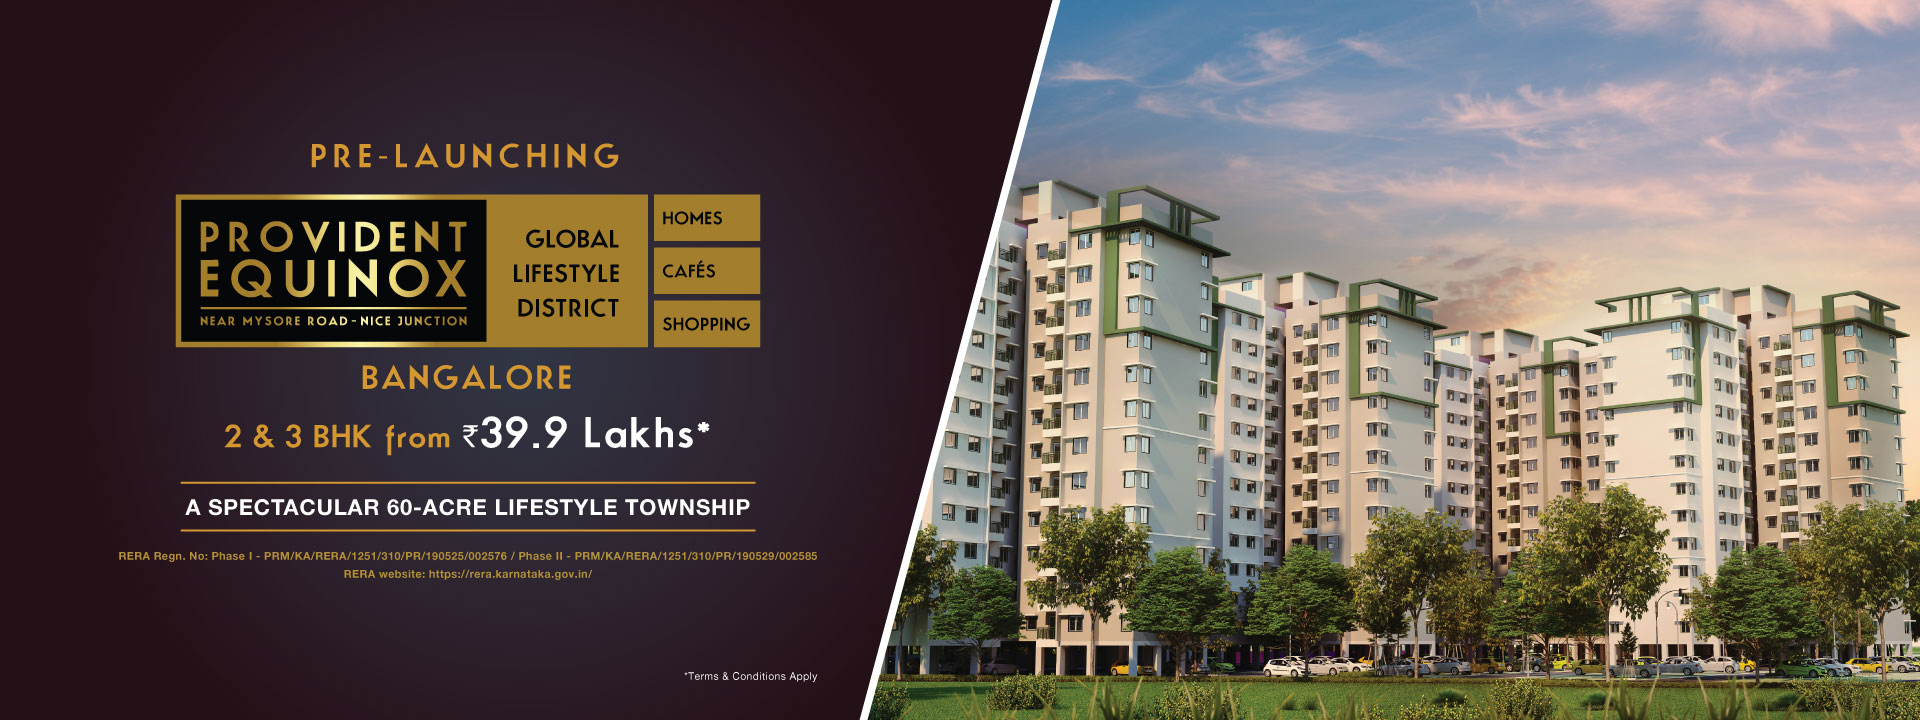 PRE-LAUNCHING
PROVIDENT
EQUINOX
NEAR MYSORE ROAD - NICE JUNCTION
GLOBAL
LIFESTYLE
DISTRICT
HOMES
CAFÉS
SHOPPING
BANGALORE
2 & 3 BHK from ₹39.9 Lakhs*
A SPECTACULAR 60-ACRE LIFESTYLE TOWNSHIP
RERA Regn. No: Phase I - PRM/KA/RERA/1251/310/PR/190525/002576 / Phase II - PRM/KA/RERA/1251/310/PR/190529/002585
RERA website: https://rera.karnataka.gov.in/
*Terms & Conditions Apply